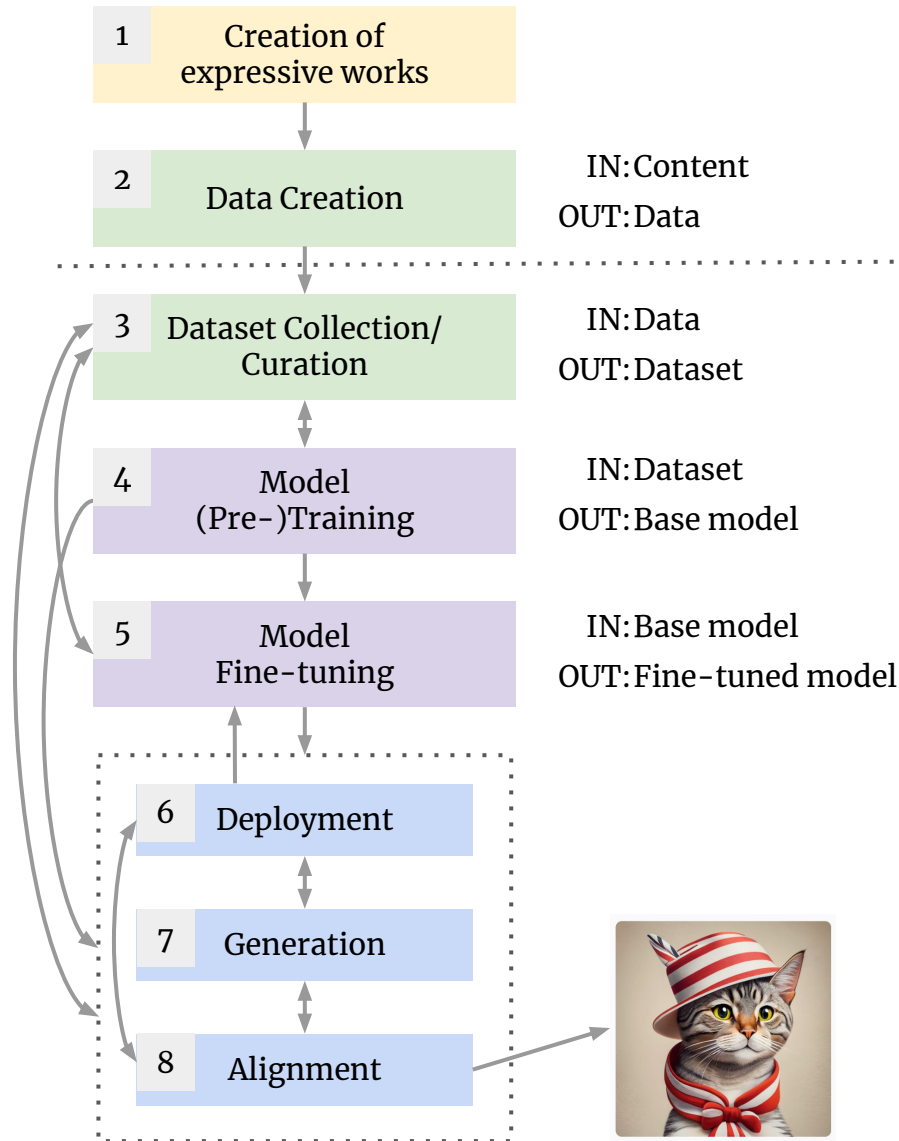 1
Creation of
expressive works
2
Data Creation
IN: Content
OUT: Data
3
Dataset Collection/
Curation
IN: Data
OUT: Dataset
4
Model
(Pre-)Training
IN: Dataset
OUT: Base model
5
Model
Fine-tuning
IN: Base model
OUT: Fine-tuned model
6
Deployment
7
Generation
8
Alignment